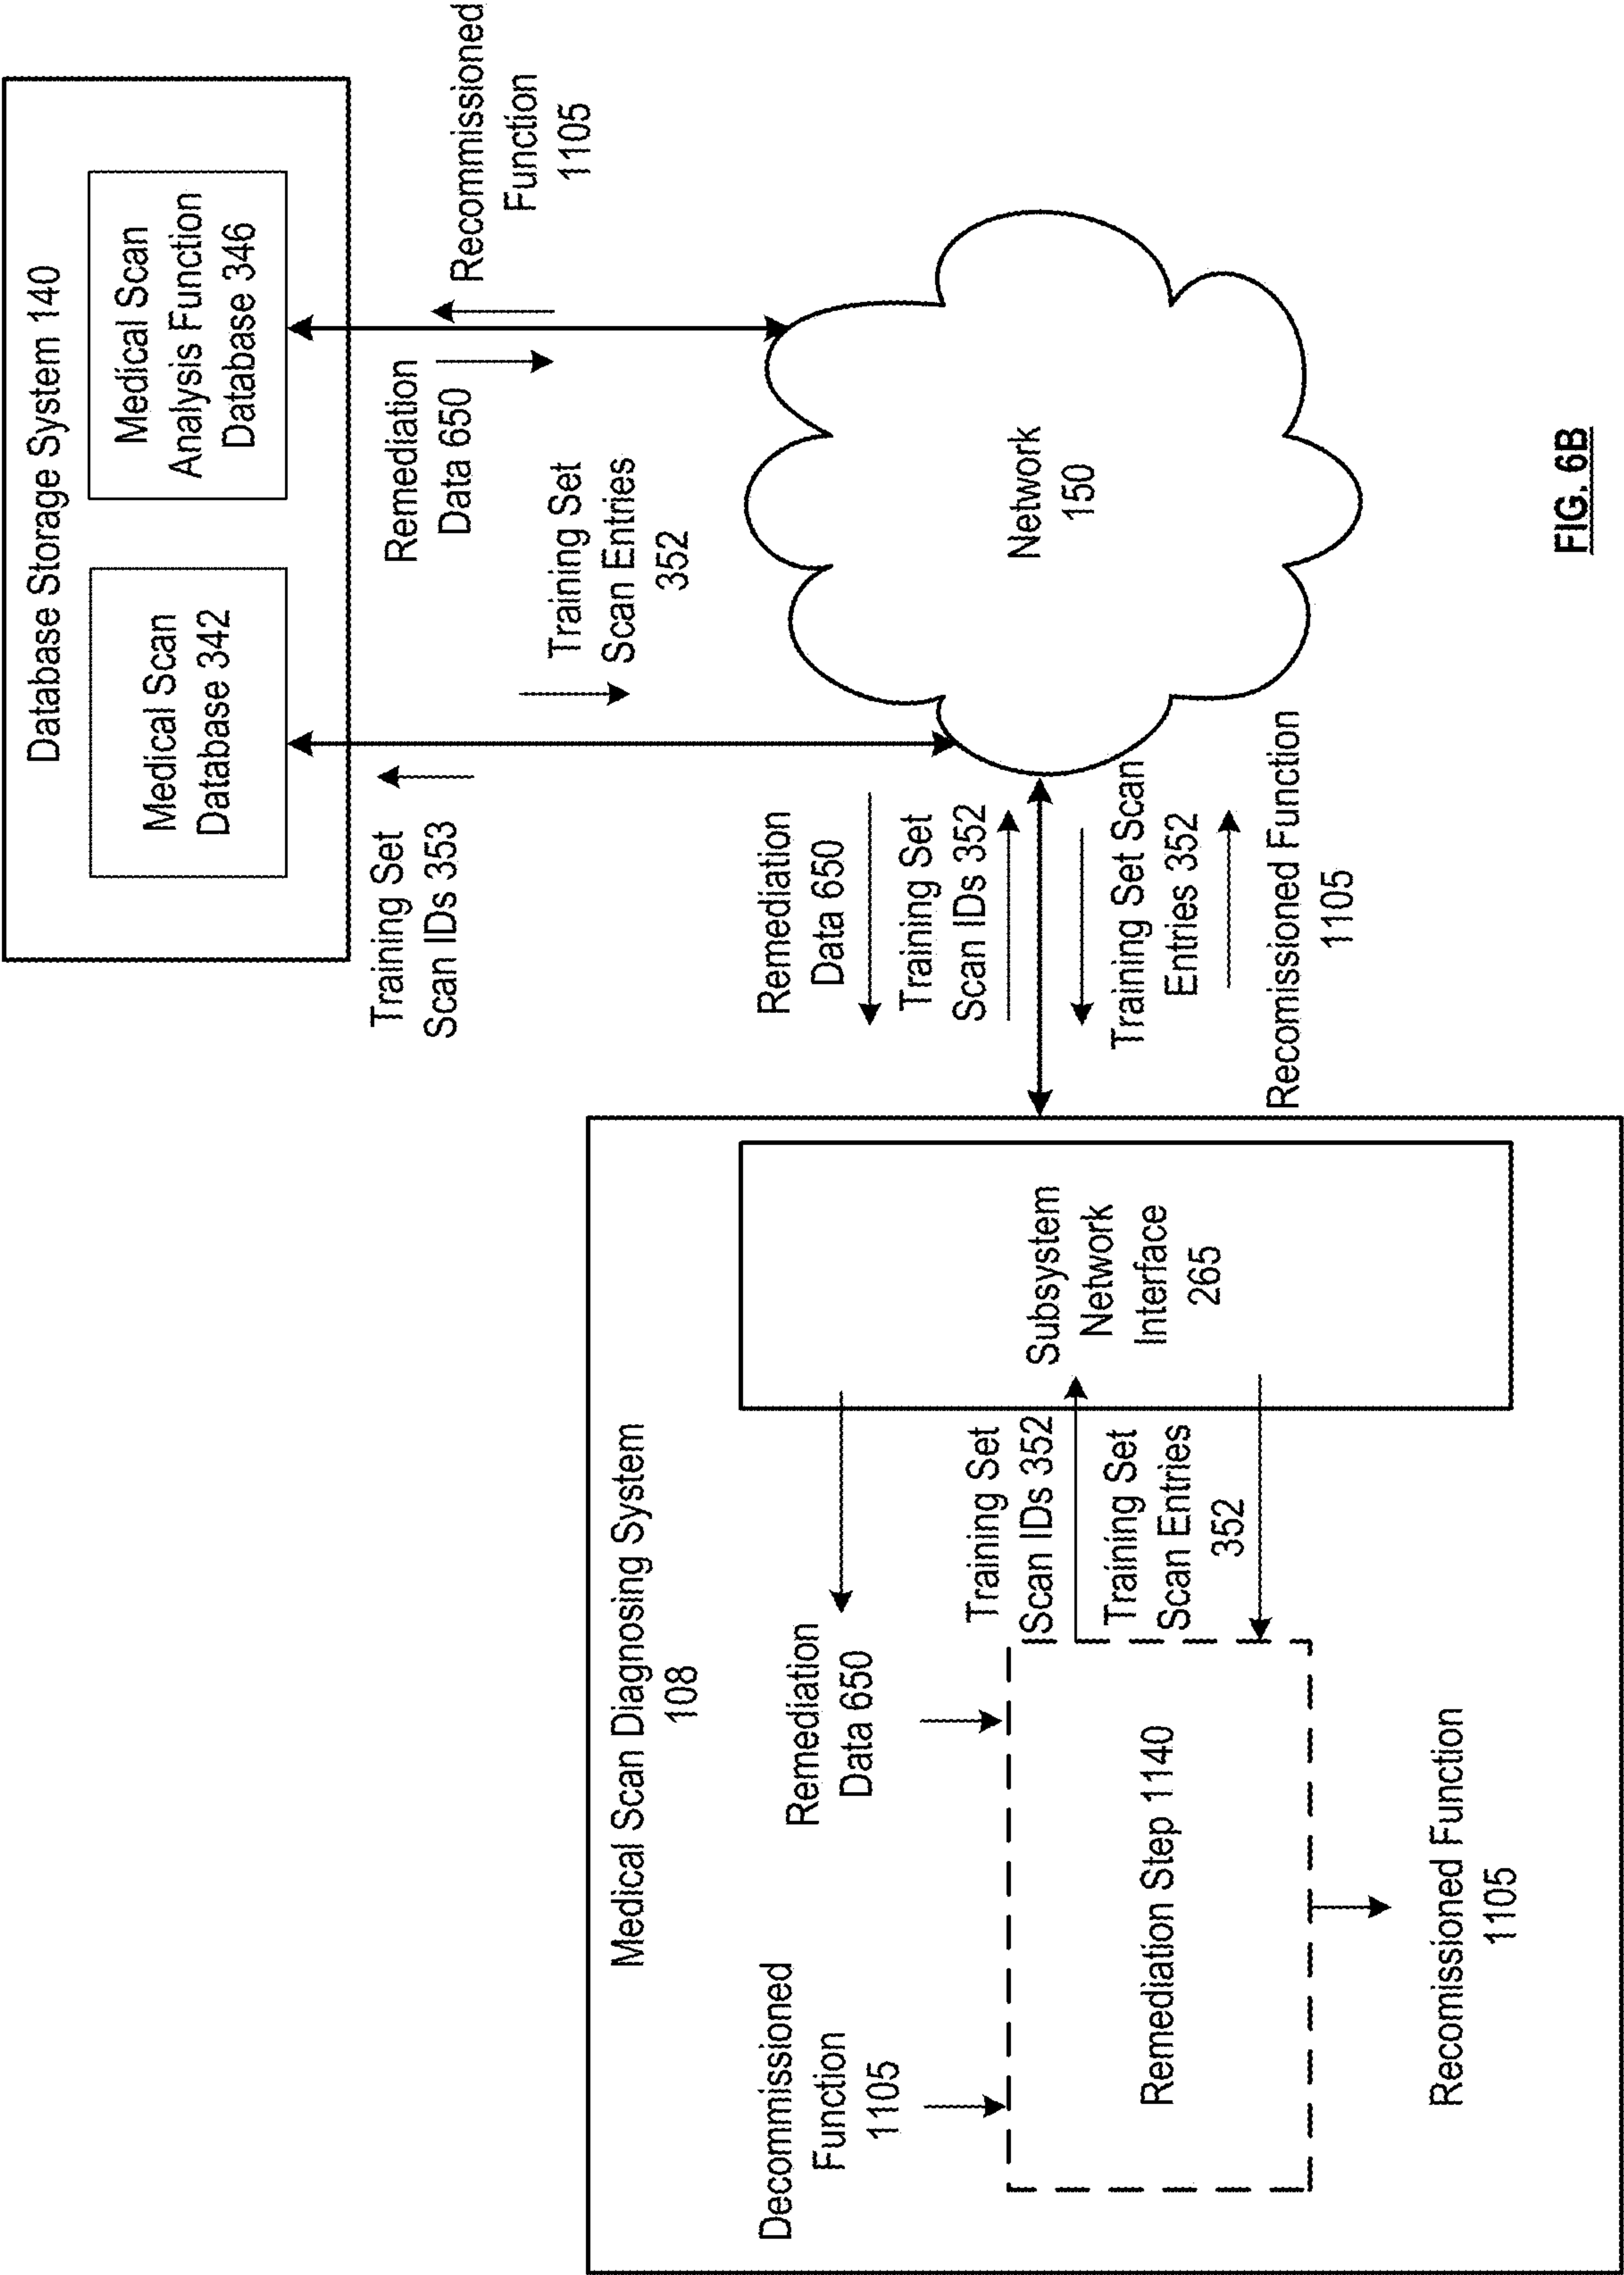 Database Storage System 140
Medical Scan
Database 342
Medical Scan
Analysis Function
Database 346
Training Set
Scan IDs 353
Remediation
Data 650
Recommissioned
Function
1105
Training Set
Scan Entries
352
Medical Scan Diagnosing System
108
Decommissioned
Function
1105
Remediation
Data 650
Training Set
Scan IDs 352
Training Set
Scan Entries
352
Subsystem
Network
Interface
265
Remediation Step 1140
Recomissioned Function
1105
Remediation
Data 650
Training Set
Scan IDs 352
Training Set Scan
Entries 352
Recomissioned Function
1105
Network
150
FIG. 6B